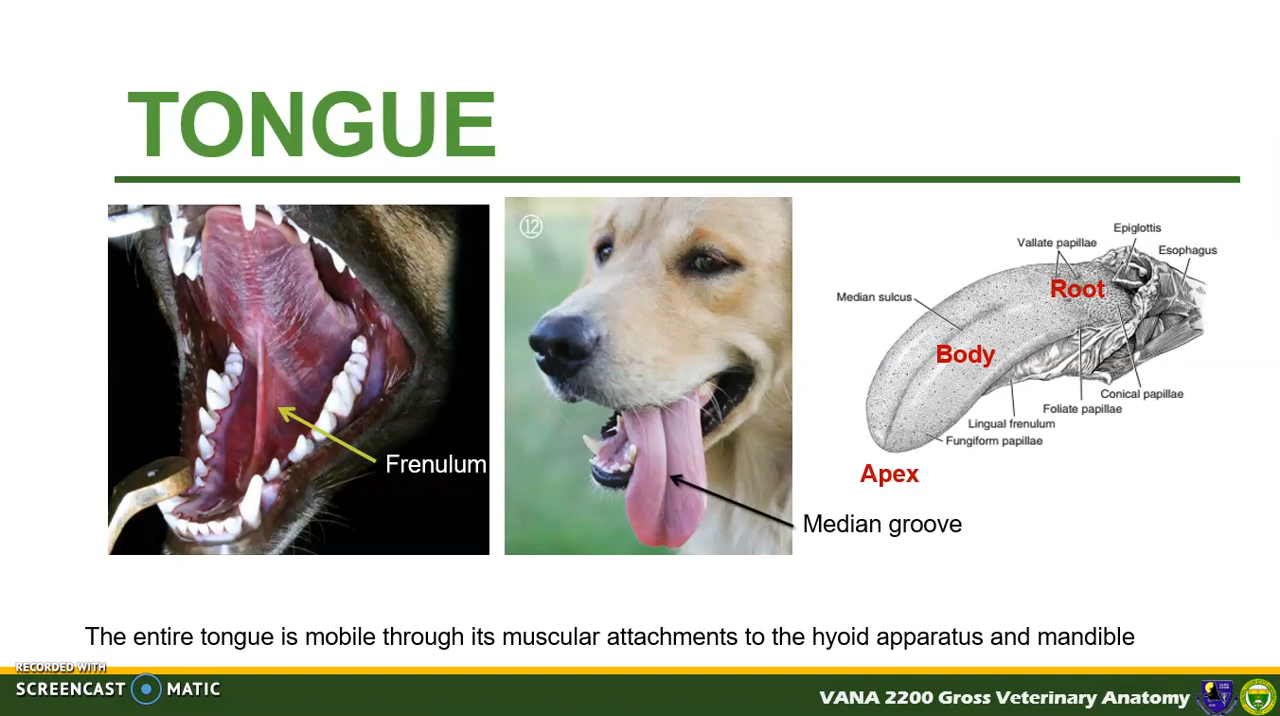 TONGUE
12
Frenulum
Median groove
Epiglottis
Vallate papillae
Esophagus
Root
Median sulcus
Body
Conical papillae
Foliate papillae
Lingual frenulum
Fungiform papillae
Apex
The entire tongue is mobile through its muscular attachments to the hyoid apparatus and mandible
RECORDED WITH
SCREENCAST MATIC
VANA 2200 Gross Veterinary Anatomy